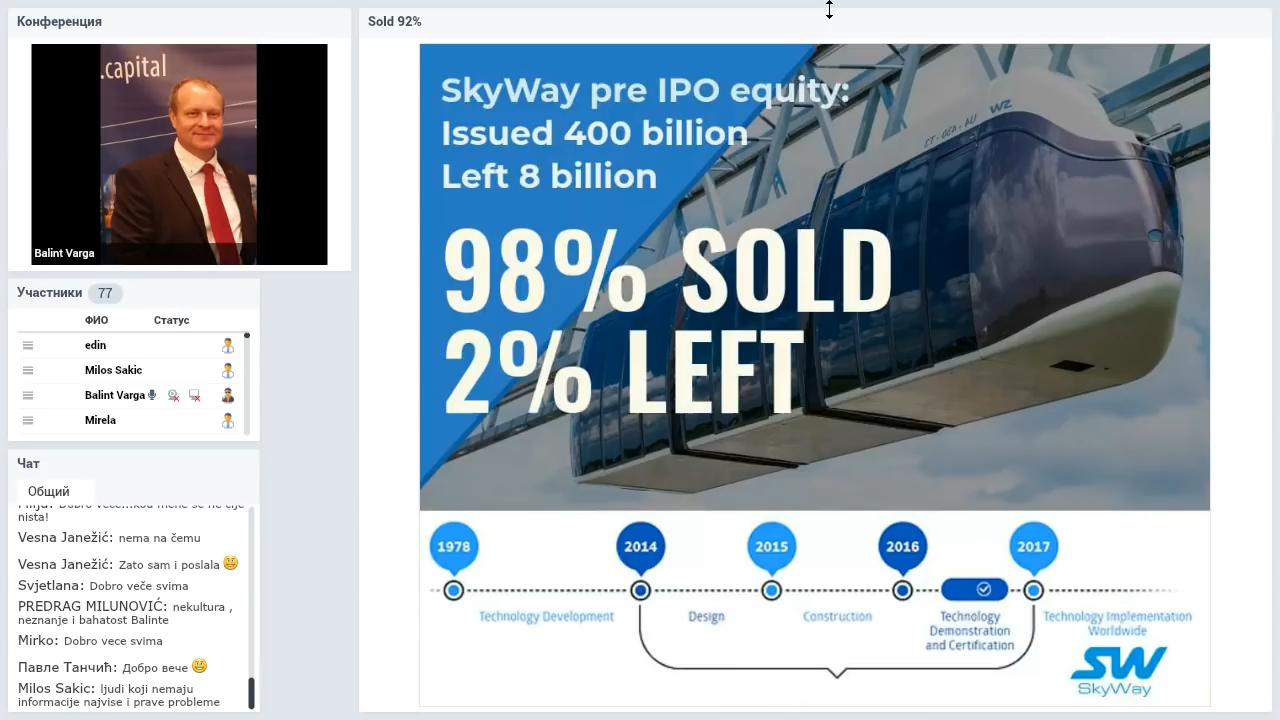 Конференция
.capital
Balint Varga
Участники 77
ФИО Статус
edin
Milos Sakic
Balint Varga
Mirela
Чат
Общий
nista!
Vesna Janežić: nema na čemu
Vesna Janežić: Zato sam i poslala
Svjetlana: Dobro veče svima
PREDRAG MILUNOVIĆ: nekultura ,
neznanje i bahatost Balinte
Mirko: Dobro vece svima
Павле Танчић: Добро вече
Milos Sakic: ljudi koji nemaju
informacije najvise i prave probleme
Sold 92%
SkyWay pre IPO equity:
Issued 400 billion
Left 8 billion
98% SOLD
2% LEFT
1978
2014
2015
2016
2017
Technology Development
Design
Construction
Technology
Demonstration
and Certification
Technology Implementation
Worldwide
SW
SkyWay